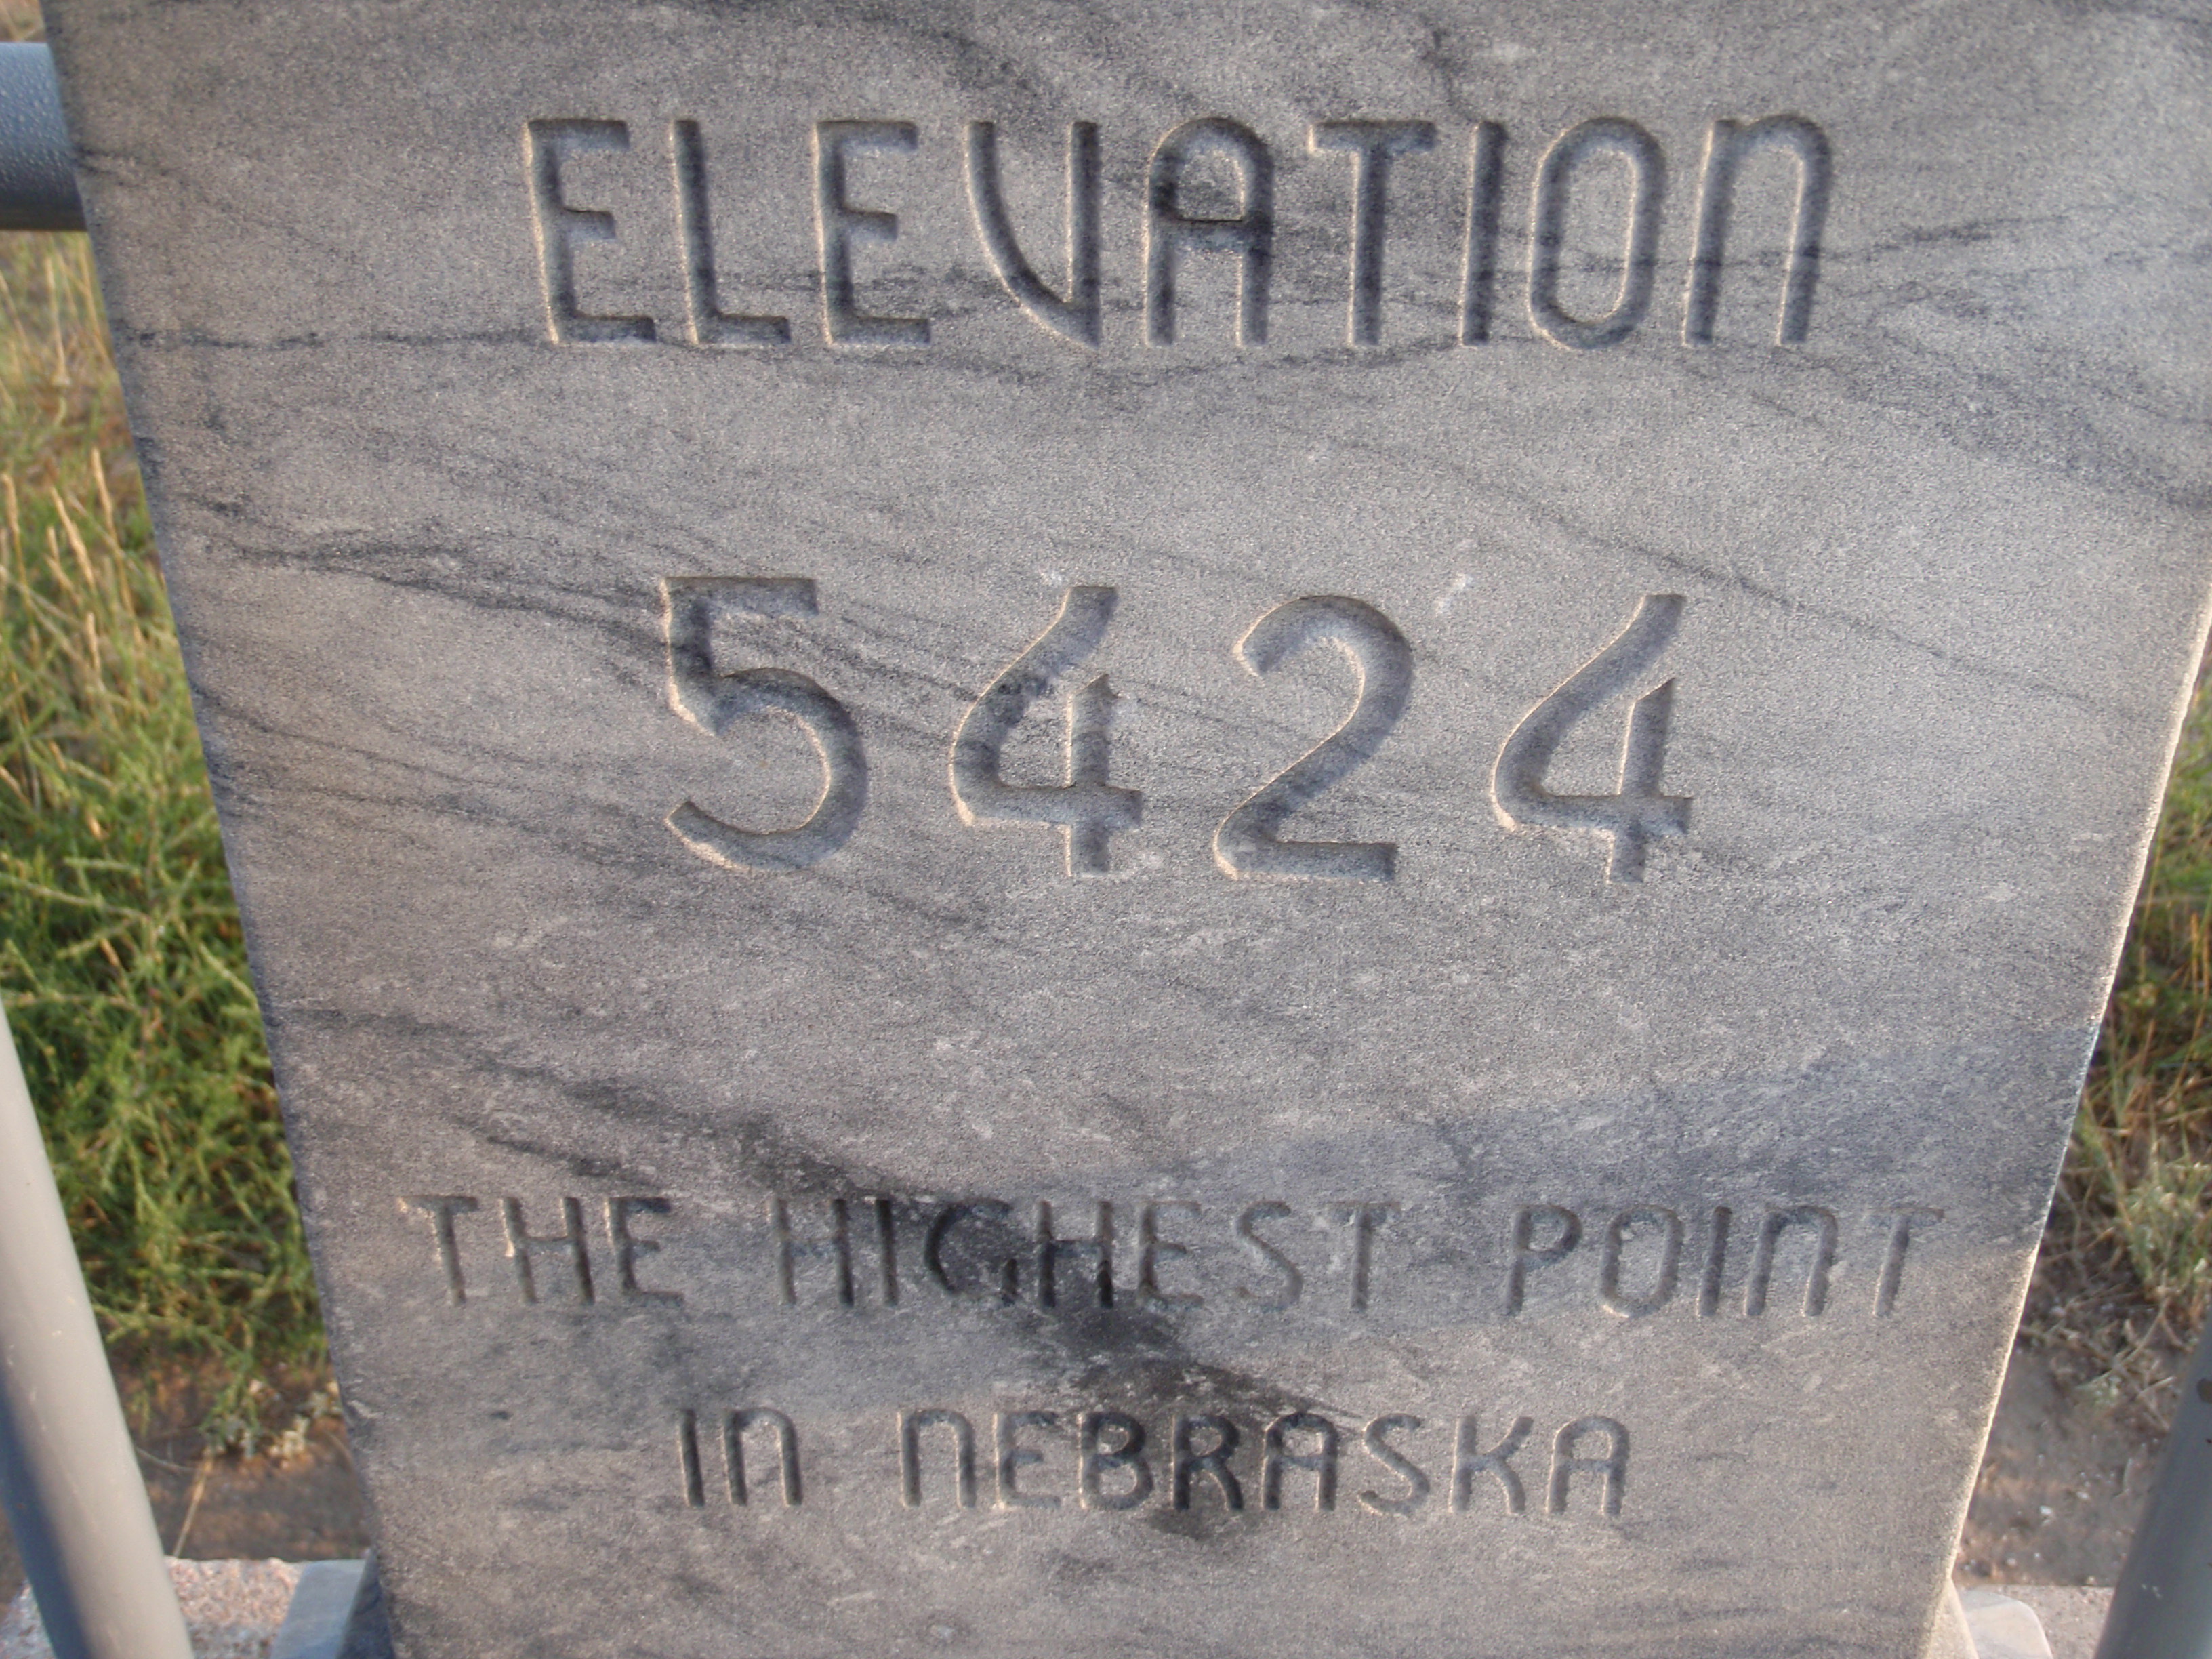 ELEVATION
5424
THE HIGHEST POINT
IN NEBRASKA